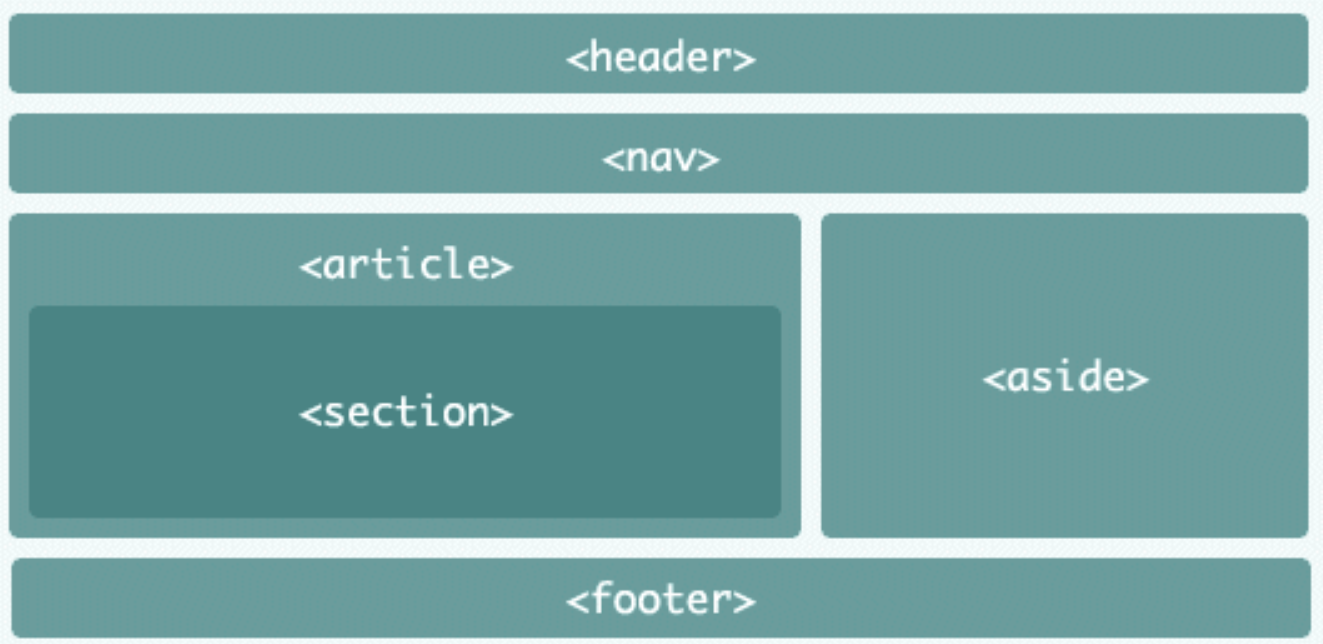 <header>
<nav>
<article>
<section>
<aside>
<footer>